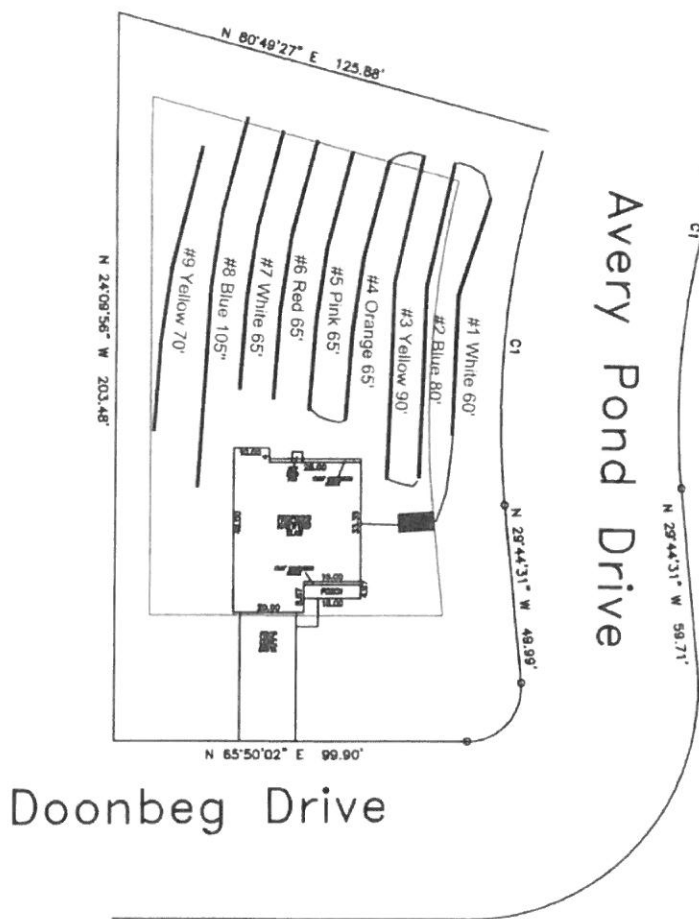 N 80°49'27" E 125.88'
C1
Avery Pond Drive
N 24°09'56" W 203.48'
#9 Yellow 70'
#8 Blue 105"
#7 White 65'
#6 Red 65'
#5 Pink 65'
#4 Orange 65'
#3 Yellow 90'
#2 Blue 80'
#1 White 60'
C1
N 29°44'31" W 49.99'
N 29°44'31" W 59.71'
10.00
PORCH
N 65°50'02" E 99.90'
Doonbeg Drive